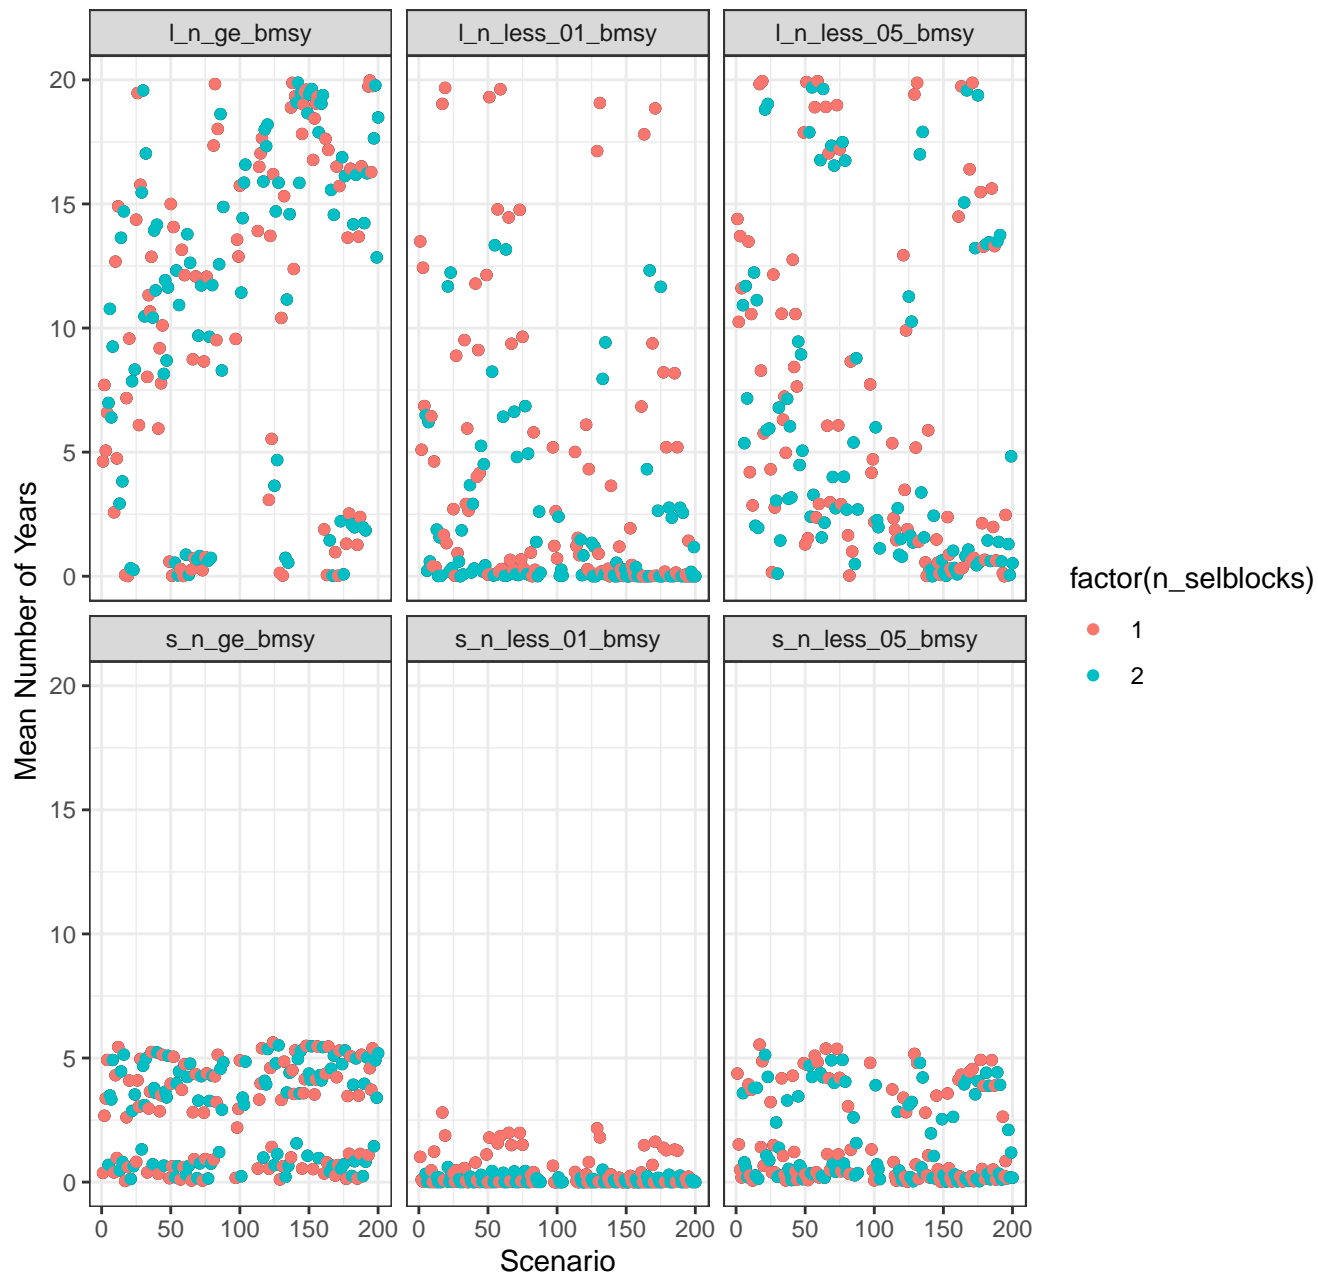 l_n_ge_bmsy
l_n_less_01_bmsy
l_n_less_05_bmsy
20
15
10
5
0
s_n_ge_bmsy
s_n_less_01_bmsy
s_n_less_05_bmsy
20
15
10
5
0
0 50 100 150 200
0 50 100 150 200
0 50 100 150 200
Scenario
Mean Number of Years
factor(n_selblocks)
1
2